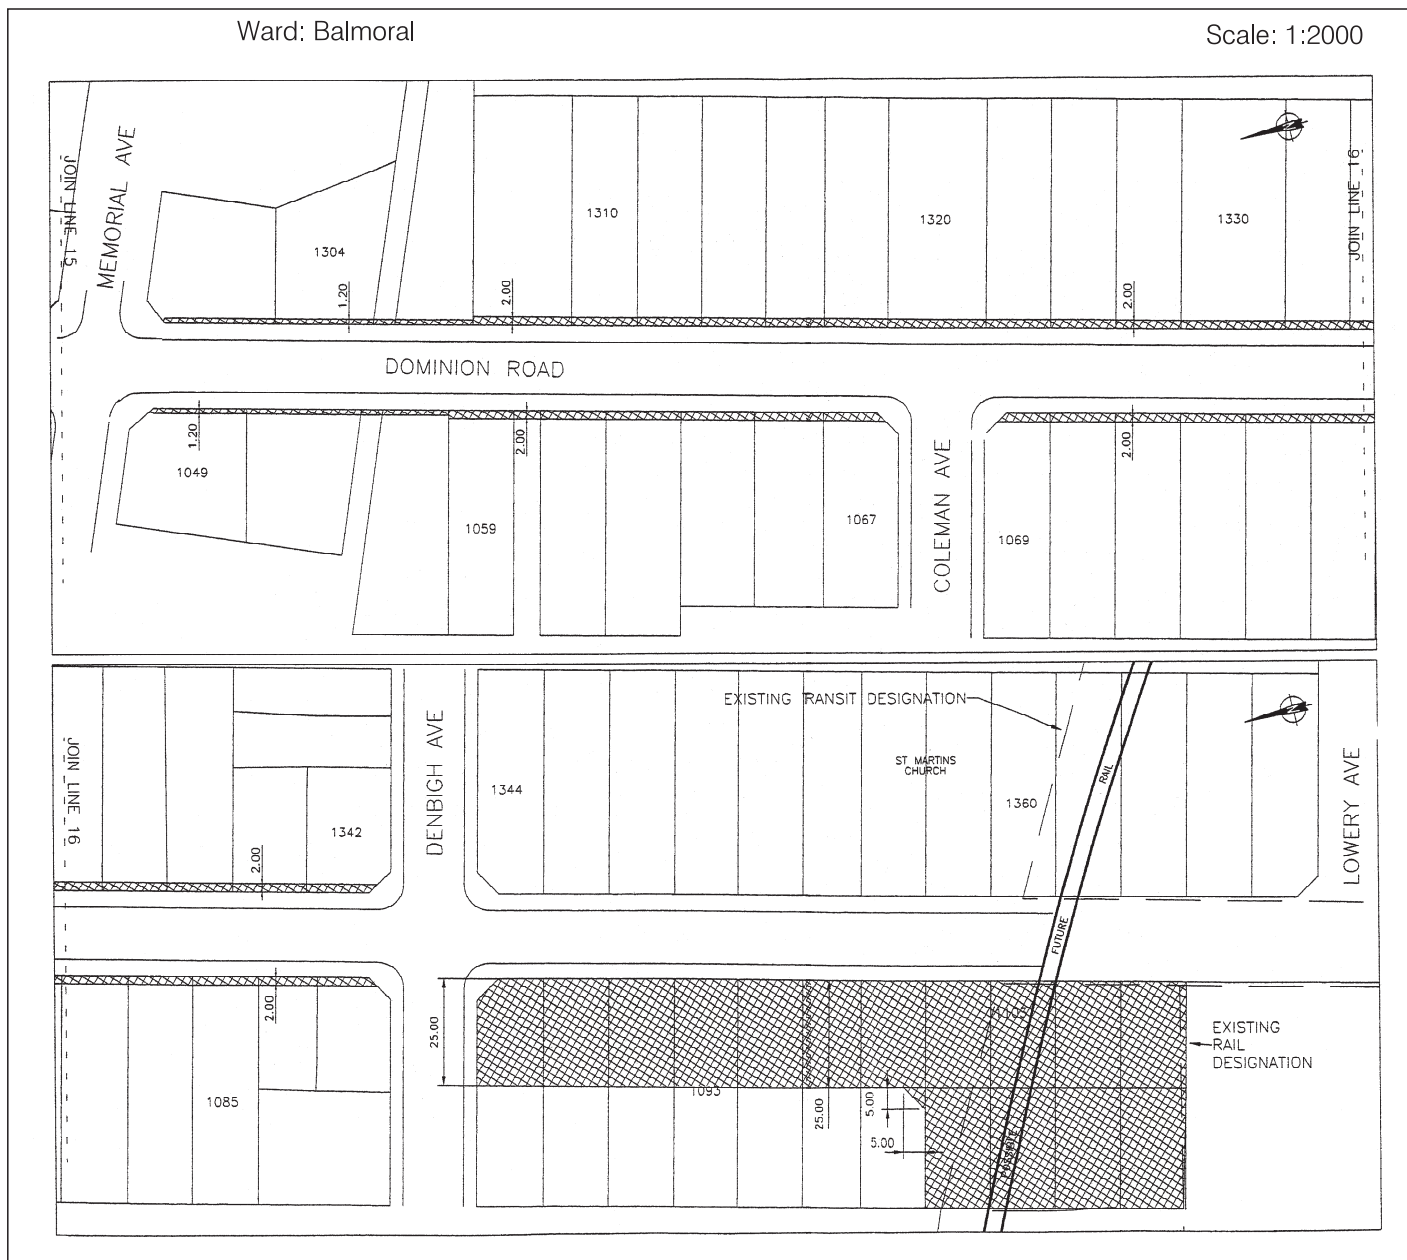 Ward: Balmoral
Scale: 1:2000
JOIN LINE 15
MEMORIAL AVE
1304
1310
1320
1330
JOIN LINE 16
1.20
2.00
2.00
DOMINION ROAD
1.20
2.00
2.00
1049
1059
1067
COLEMAN AVE
1069
JOIN LINE 16
1342
2.00
DENBIGH AVE
1344
EXISTING TRANSIT DESIGNATION
ST MARTINS
CHURCH
1360
RAIL
LOWERY AVE
FUTURE
2.00
25.00
1085
1093
25.00
5.00
5.00
POSSIBLE
EXISTING
RAIL
DESIGNATION